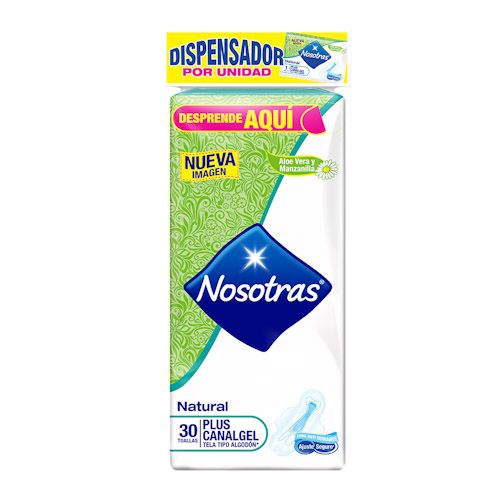 DISPENSADOR
POR UNIDAD
Nosotras
DESPRENDE AQUÍ
NUEVA
IMAGEN
Aloe Vera y
Manzanilla
Nosotras®
Natural
30
TOALLAS
PLUS
CANALGEL
TELA TIPO ALGODÓN*
Ajuste Seguro